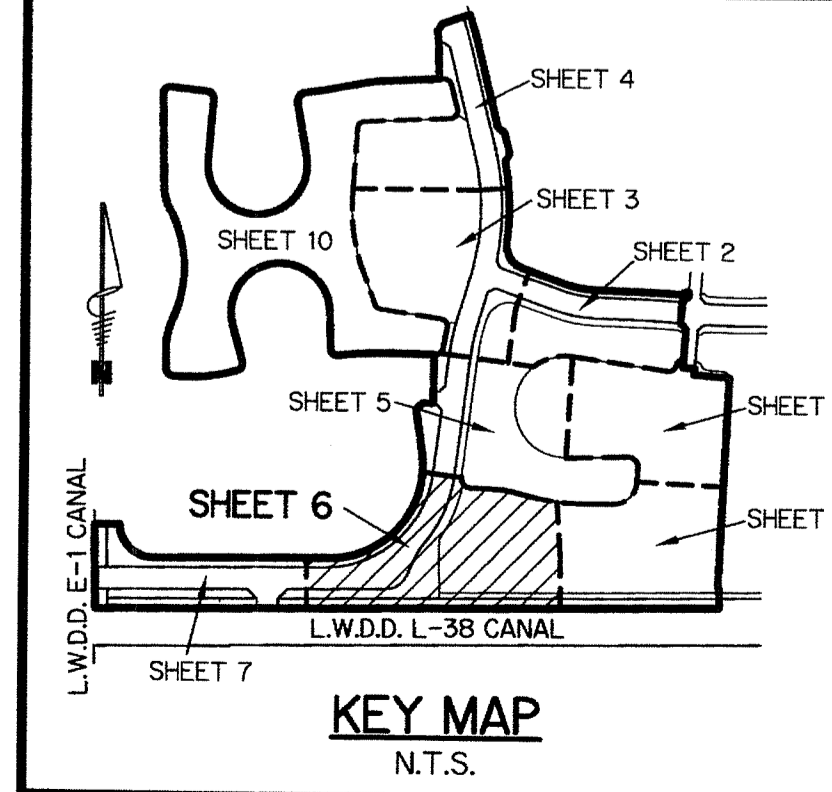 SHEET 4
SHEET 3
SHEET 10
SHEET 2
N
SHEET 5
SHEET
SHEET 6
SHEET
L.W.D.D. E-1 CANAL
L.W.D.D. L-38 CANAL
SHEET 7
KEY MAP
N.T.S.